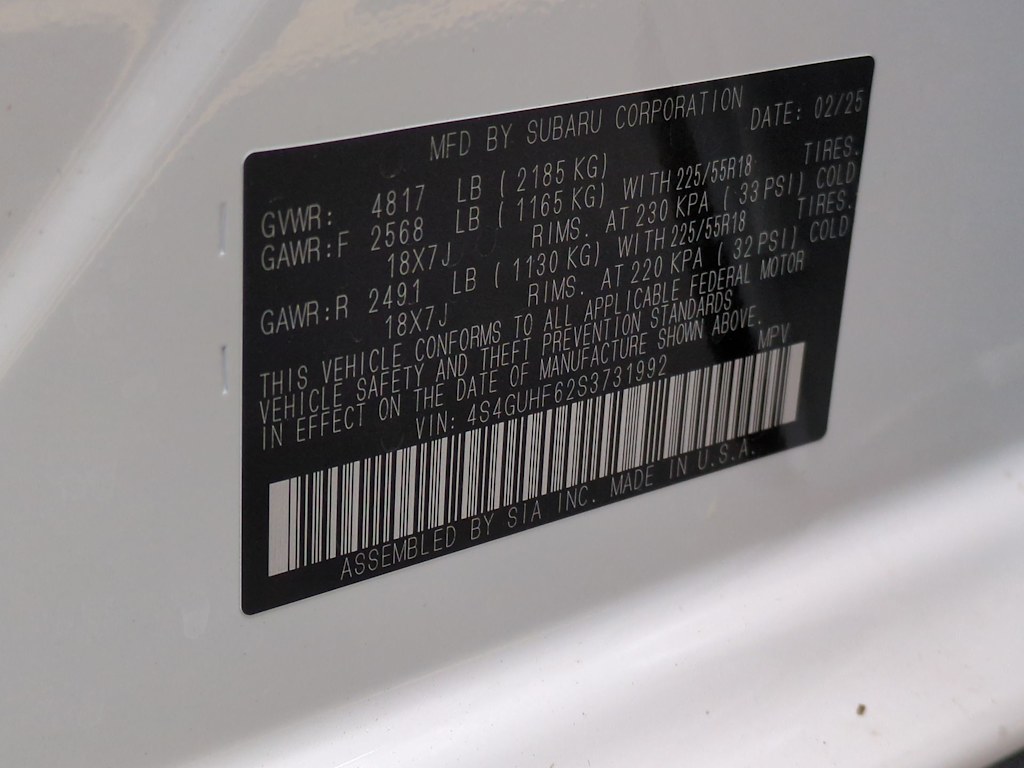 MFD BY SUBARU CORPORATION DATE: 02/25
GVWR: 4817 LB ( 2185 KG)
GAWR:F 2568 LB ( 1165 KG) WITH 225/55R18 TIRES.
18X7J RIMS. AT 230 KPA ( 33 PSI) COLD
GAWR:R 2491 LB ( 1130 KG) WITH 225/55R18 TIRES.
18X7J RIMS. AT 220 KPA ( 32 PSI) COLD
THIS VEHICLE CONFORMS TO ALL APPLICABLE FEDERAL MOTOR
VEHICLE SAFETY AND THEFT PREVENTION STANDARDS
IN EFFECT ON THE DATE OF MANUFACTURE SHOWN ABOVE.
VIN: 4S4GUHF62S3731992 MPV
ASSEMBLED BY SIA INC. MADE IN U.S.A.